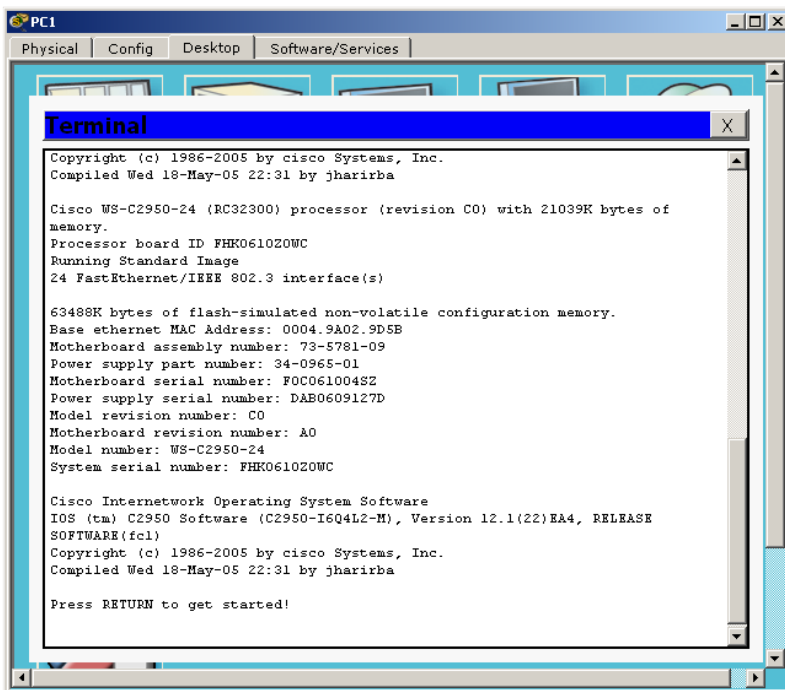 PC1
Physical Config Desktop Software/Services
Terminal X
Copyright (c) 1986-2005 by cisco Systems, Inc.
Compiled Wed 18-May-05 22:31 by jharirba
Cisco WS-C2950-24 (RC32300) processor (revision C0) with 21039K bytes of
memory.
Processor board ID FHK0610Z0WC
Running Standard Image
24 FastEthernet/IEEE 802.3 interface(s)
63488K bytes of flash-simulated non-volatile configuration memory.
Base ethernet MAC Address: 0004.9A02.9D5B
Motherboard assembly number: 73-5781-09
Power supply part number: 34-0965-01
Motherboard serial number: FOC061004SZ
Power supply serial number: DAB0609127D
Model revision number: C0
Motherboard revision number: A0
Model number: WS-C2950-24
System serial number: FHK0610Z0WC
Cisco Internetwork Operating System Software
IOS (tm) C2950 Software (C2950-I6Q4L2-M), Version 12.1(22)EA4, RELEASE
SOFTWARE(fc1)
Copyright (c) 1986-2005 by cisco Systems, Inc.
Compiled Wed 18-May-05 22:31 by jharirba
Press RETURN to get started!